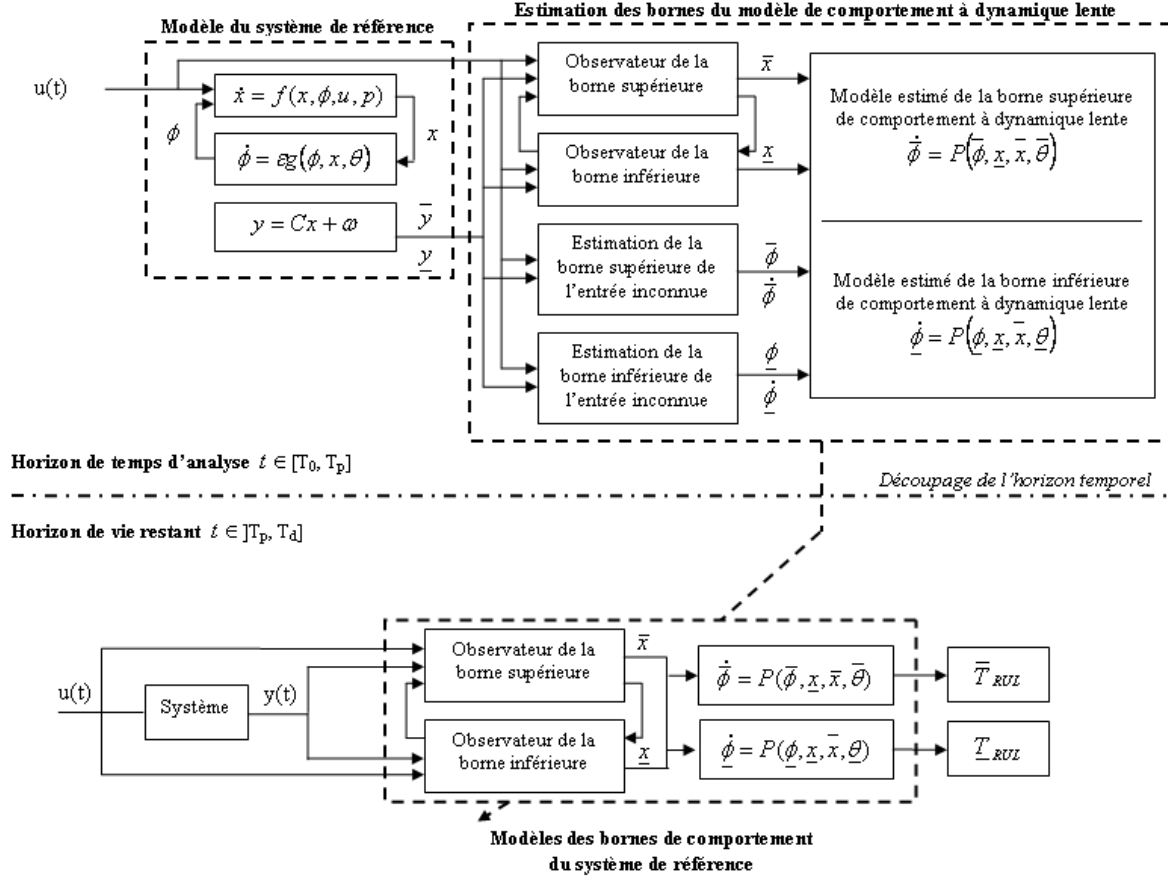 Estimation des bornes du modèle de comportement à dynamique lente
Modèle du système de référence
u(t)
ẋ = f(x, ϕ, u, p)
ϕ
x
ϕ̇ = εg(ϕ, x, θ)
y = Cx + ω
y̅
y̲
Observateur de la
borne supérieure
x̅
Observateur de la
borne inférieure
x̲
Estimation de la
borne supérieure de
l'entrée inconnue
ϕ̅
ϕ̅̇
Estimation de la
borne inférieure de
l'entrée inconnue
ϕ̲
ϕ̲̇
Modèle estimé de la borne supérieure
de comportement à dynamique lente
ϕ̅̇ = P(ϕ̅, x̲, x̅, θ̅)
Modèle estimé de la borne inférieure
de comportement à dynamique lente
ϕ̲̇ = P(ϕ̲, x̲, x̅, θ̲)
Horizon de temps d'analyse t ∈ [T₀, Tₚ]
Découpage de l'horizon temporel
Horizon de vie restant t ∈ ]Tₚ, T_d]
u(t)
Système
y(t)
Observateur de la
borne supérieure
x̅
Observateur de la
borne inférieure
x̲
ϕ̅̇ = P(ϕ̅, x̲, x̅, θ̅)
T̅ RUL
ϕ̲̇ = P(ϕ̲, x̲, x̅, θ̲)
T̲ RUL
Modèles des bornes de comportement
du système de référence